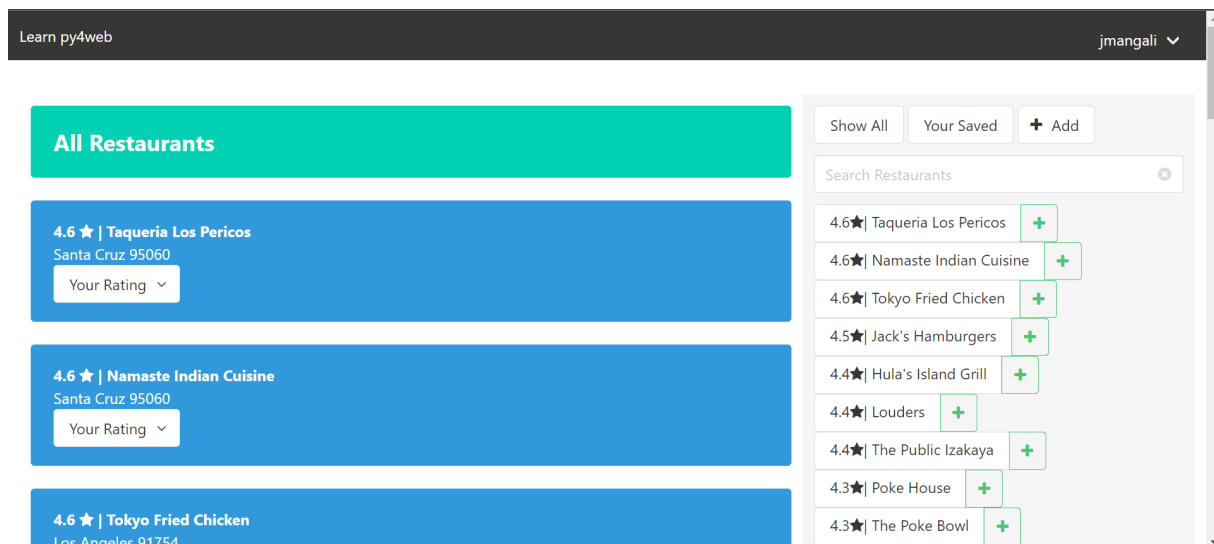 Learn py4web
jmangali
All Restaurants
4.6 ★ | Taqueria Los Pericos
Santa Cruz 95060
Your Rating
4.6 ★ | Namaste Indian Cuisine
Santa Cruz 95060
Your Rating
4.6 ★ | Tokyo Fried Chicken
Los Angeles 91754
Show All
Your Saved
+ Add
Search Restaurants
4.6★| Taqueria Los Pericos +
4.6★| Namaste Indian Cuisine +
4.6★| Tokyo Fried Chicken +
4.5★| Jack's Hamburgers +
4.4★| Hula's Island Grill +
4.4★| Louders +
4.4★| The Public Izakaya +
4.3★| Poke House +
4.3★| The Poke Bowl +